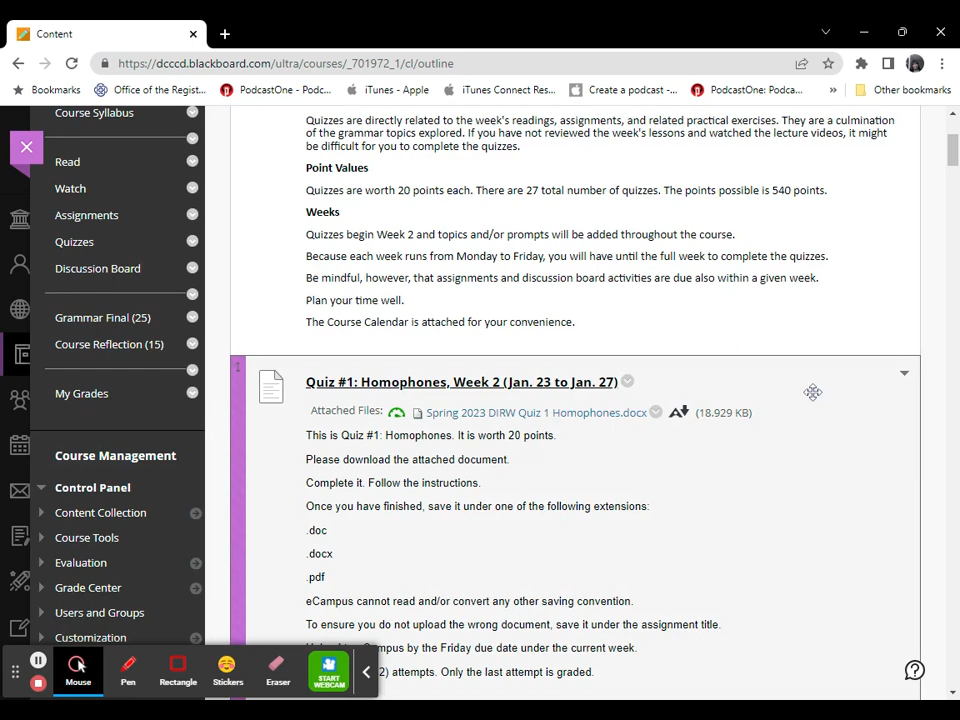 Content
https://dcccd.blackboard.com/ultra/courses/_701972_1/cl/outline
Bookmarks
Office of the Regist...
PodcastOne - Podc...
iTunes - Apple
iTunes Connect Res...
Create a podcast -...
PodcastOne: Podca...
Other bookmarks
Course Syllabus
Read
Watch
Assignments
Quizzes
Discussion Board
Grammar Final (25)
Course Reflection (15)
My Grades
Course Management
Control Panel
Content Collection
Course Tools
Evaluation
Grade Center
Users and Groups
Customization
Quizzes are directly related to the week's readings, assignments, and related practical exercises. They are a culmination
of the grammar topics explored. If you have not reviewed the week's lessons and watched the lecture videos, it might
be difficult for you to complete the quizzes.
Point Values
Quizzes are worth 20 points each. There are 27 total number of quizzes. The points possible is 540 points.
Weeks
Quizzes begin Week 2 and topics and/or prompts will be added throughout the course.
Because each week runs from Monday to Friday, you will have until the full week to complete the quizzes.
Be mindful, however, that assignments and discussion board activities are due also within a given week.
Plan your time well.
The Course Calendar is attached for your convenience.
Quiz #1: Homophones, Week 2 (Jan. 23 to Jan. 27)
Attached Files: Spring 2023 DIRW Quiz 1 Homophones.docx (18.929 KB)
This is Quiz #1: Homophones. It is worth 20 points.
Please download the attached document.
Complete it. Follow the instructions.
Once you have finished, save it under one of the following extensions:
.doc
.docx
.pdf
eCampus cannot read and/or convert any other saving convention.
To ensure you do not upload the wrong document, save it under the assignment title.
by the Friday due date under the current week.
2) attempts. Only the last attempt is graded.
Mouse
Pen
Rectangle
Stickers
Eraser
START
WEBCAM